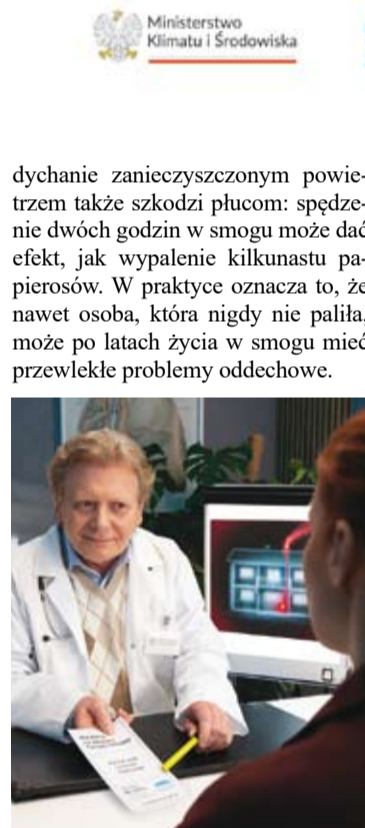 Ministerstwo
Klimatu i Środowiska
dychanie zanieczyszczonym powie-
trzem także szkodzi płucom: spędze-
nie dwóch godzin w smogu może dać
efekt, jak wypalenie kilkunastu pa-
pierosów. W praktyce oznacza to, że
nawet osoba, która nigdy nie paliła,
może po latach życia w smogu mieć
przewlekłe problemy oddechowe.